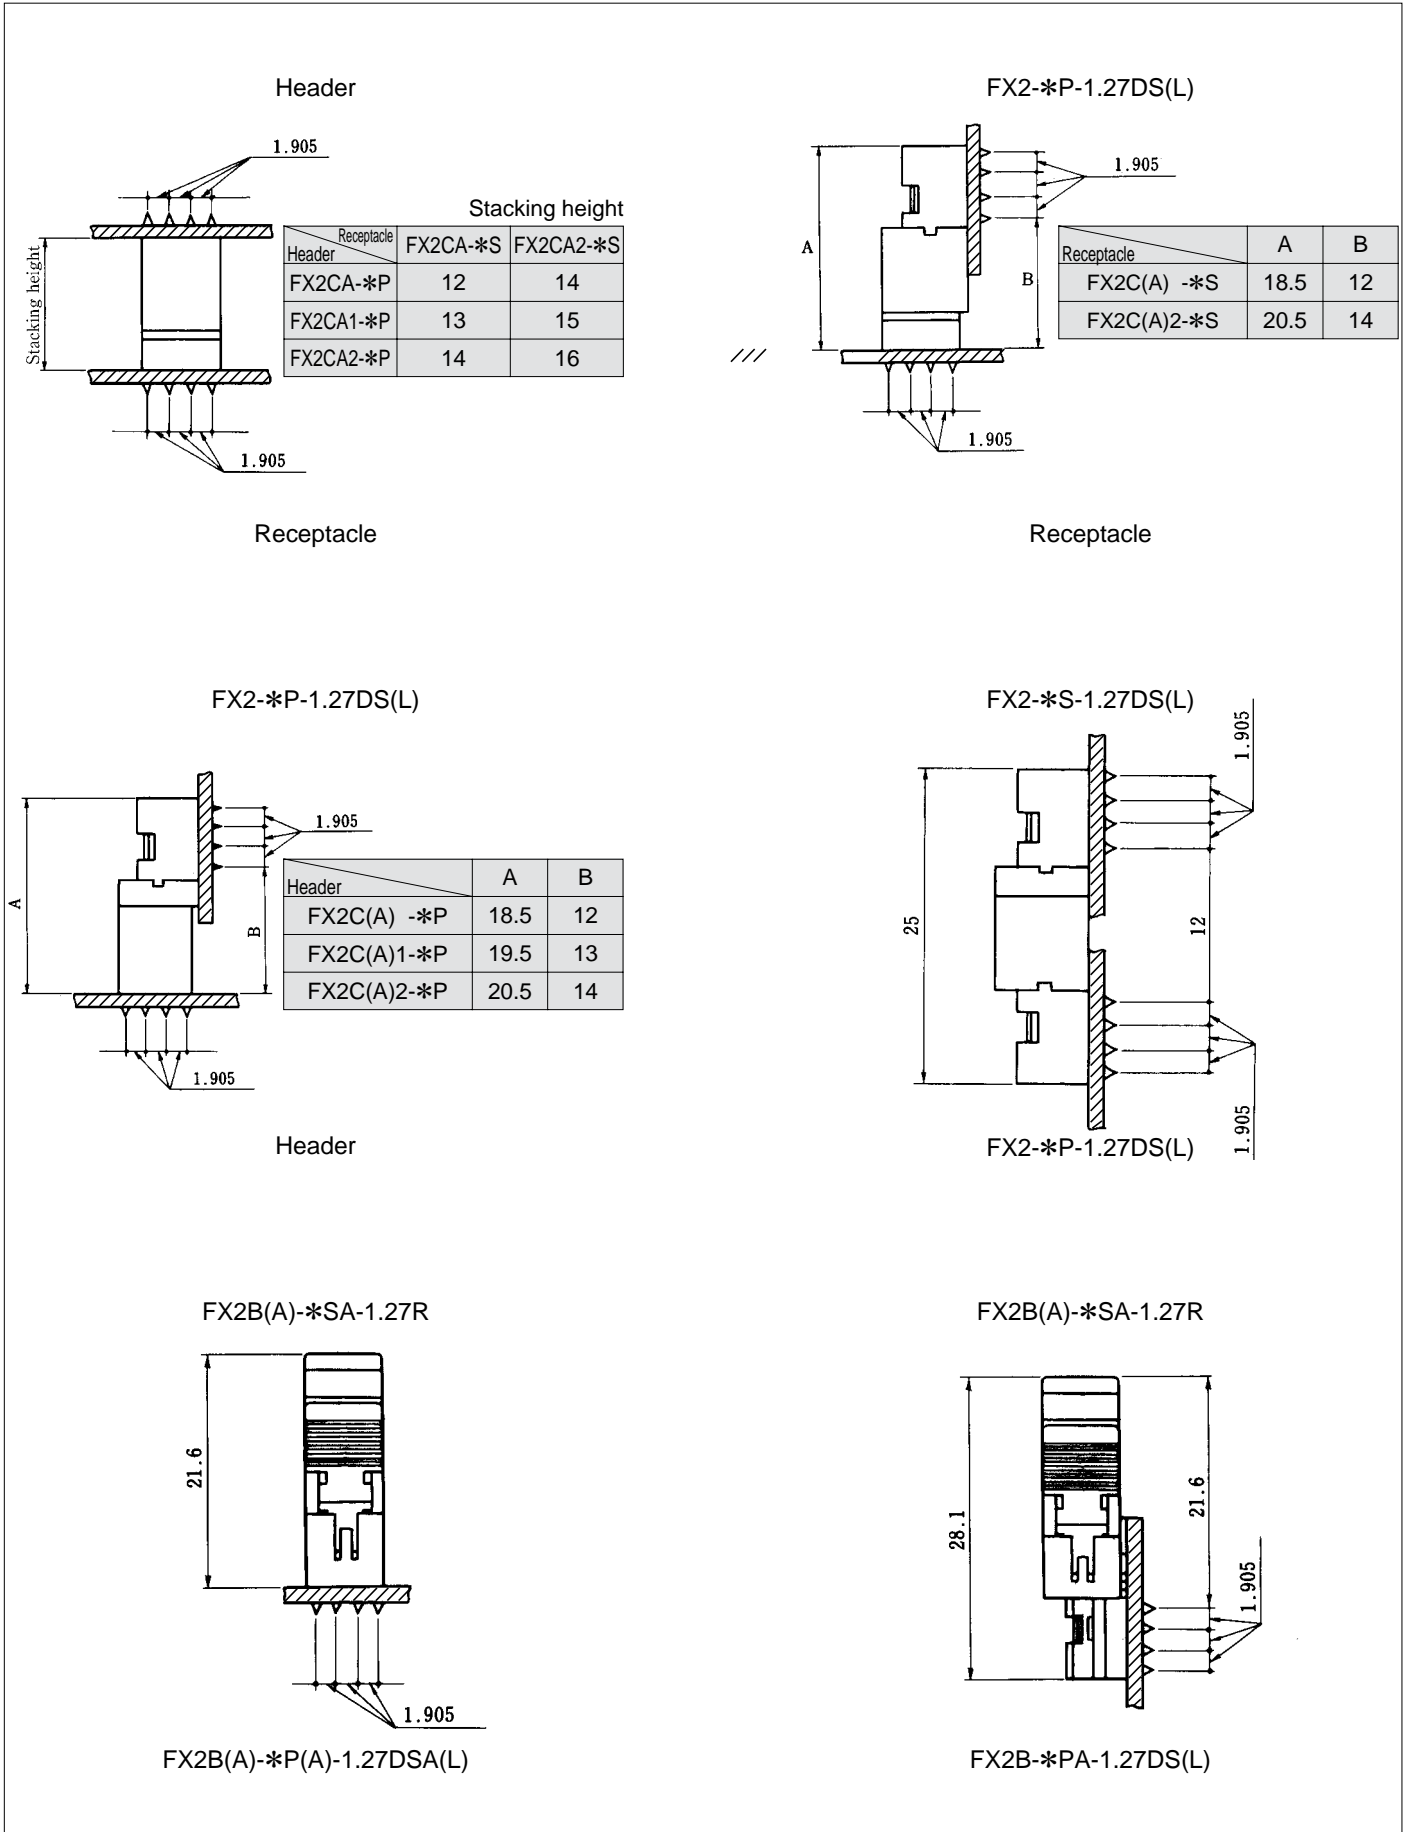 Header
1.905
Stacking height
Stacking height
Receptacle
Header
FX2CA-*S
FX2CA2-*S
FX2CA-*P 12 14
FX2CA1-*P 13 15
FX2CA2-*P 14 16
1.905
Receptacle
FX2-*P-1.27DS(L)
1.905
A
B
Receptacle A B
FX2C(A) -*S 18.5 12
FX2C(A)2-*S 20.5 14
1.905
Receptacle
FX2-*P-1.27DS(L)
1.905
A
B
Header A B
FX2C(A) -*P 18.5 12
FX2C(A)1-*P 19.5 13
FX2C(A)2-*P 20.5 14
1.905
Header
FX2-*S-1.27DS(L)
1.905
25
12
1.905
FX2-*P-1.27DS(L)
FX2B(A)-*SA-1.27R
21.6
1.905
FX2B(A)-*P(A)-1.27DSA(L)
FX2B(A)-*SA-1.27R
28.1
21.6
1.905
FX2B-*PA-1.27DS(L)